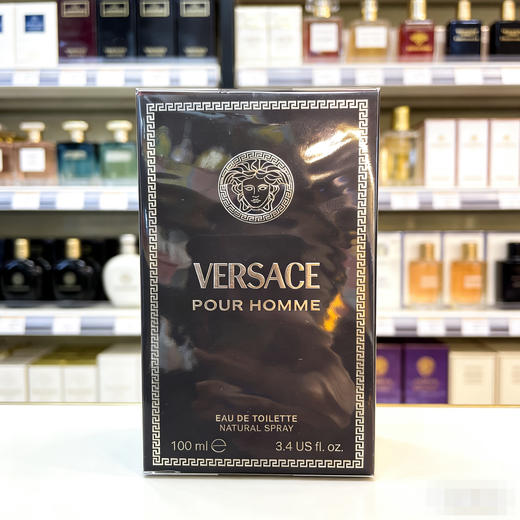 VERSACE
POUR HOMME
EAU DE TOILETTE
NATURAL SPRAY
100 ml ℮ 3.4 US fl. oz.